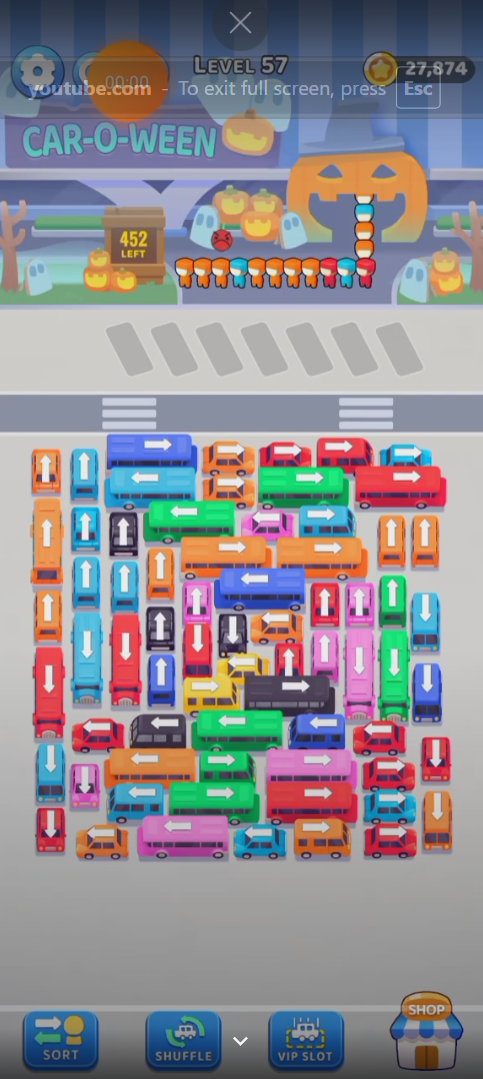 LEVEL 57
27,874
00:00
youtube.com - To exit full screen, press Esc
CAR-O-WEEN
452
LEFT
SHOP
SORT
SHUFFLE
VIP SLOT